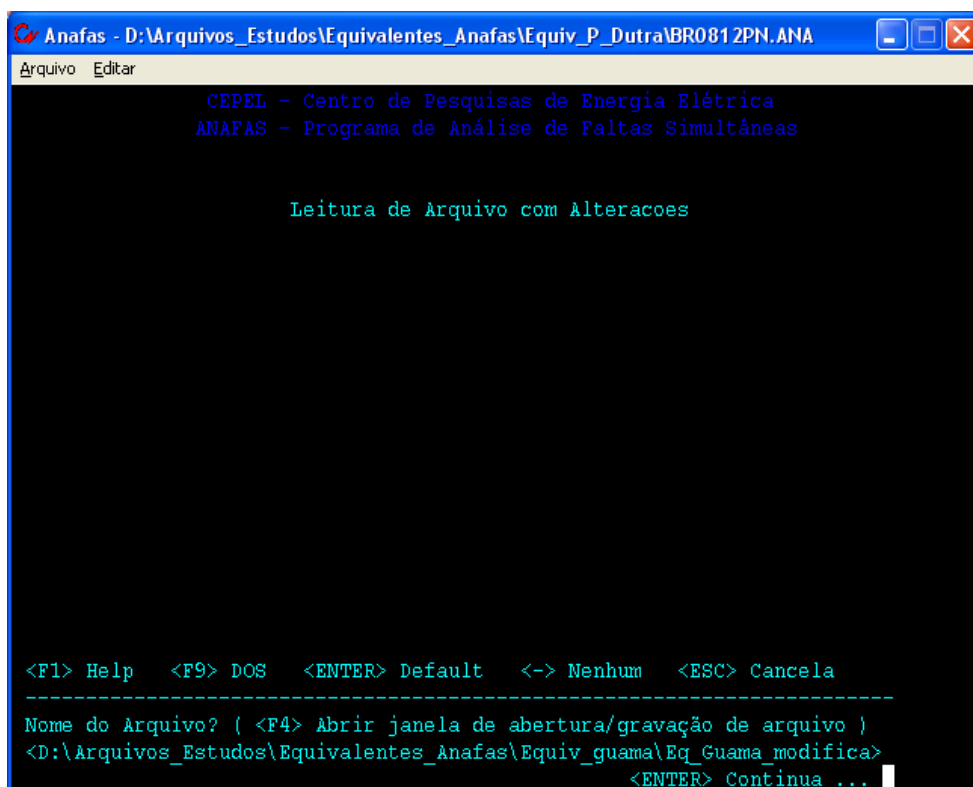 Anafas - D:\Arquivos_Estudos\Equivalentes_Anafas\Equiv_P_Dutra\BR0812PN.ANA
Arquivo Editar
CEPEL - Centro de Pesquisas de Energia Elétrica
ANAFAS - Programa de Análise de Faltas Simultâneas
Leitura de Arquivo com Alteracoes
<F1> Help <F9> DOS <ENTER> Default <-> Nenhum <ESC> Cancela
------------------------------------------------------------------------
Nome do Arquivo? ( <F4> Abrir janela de abertura/gravação de arquivo )
<D:\Arquivos_Estudos\Equivalentes_Anafas\Equiv_guama\Eq_Guama_modifica>
<ENTER> Continua ...